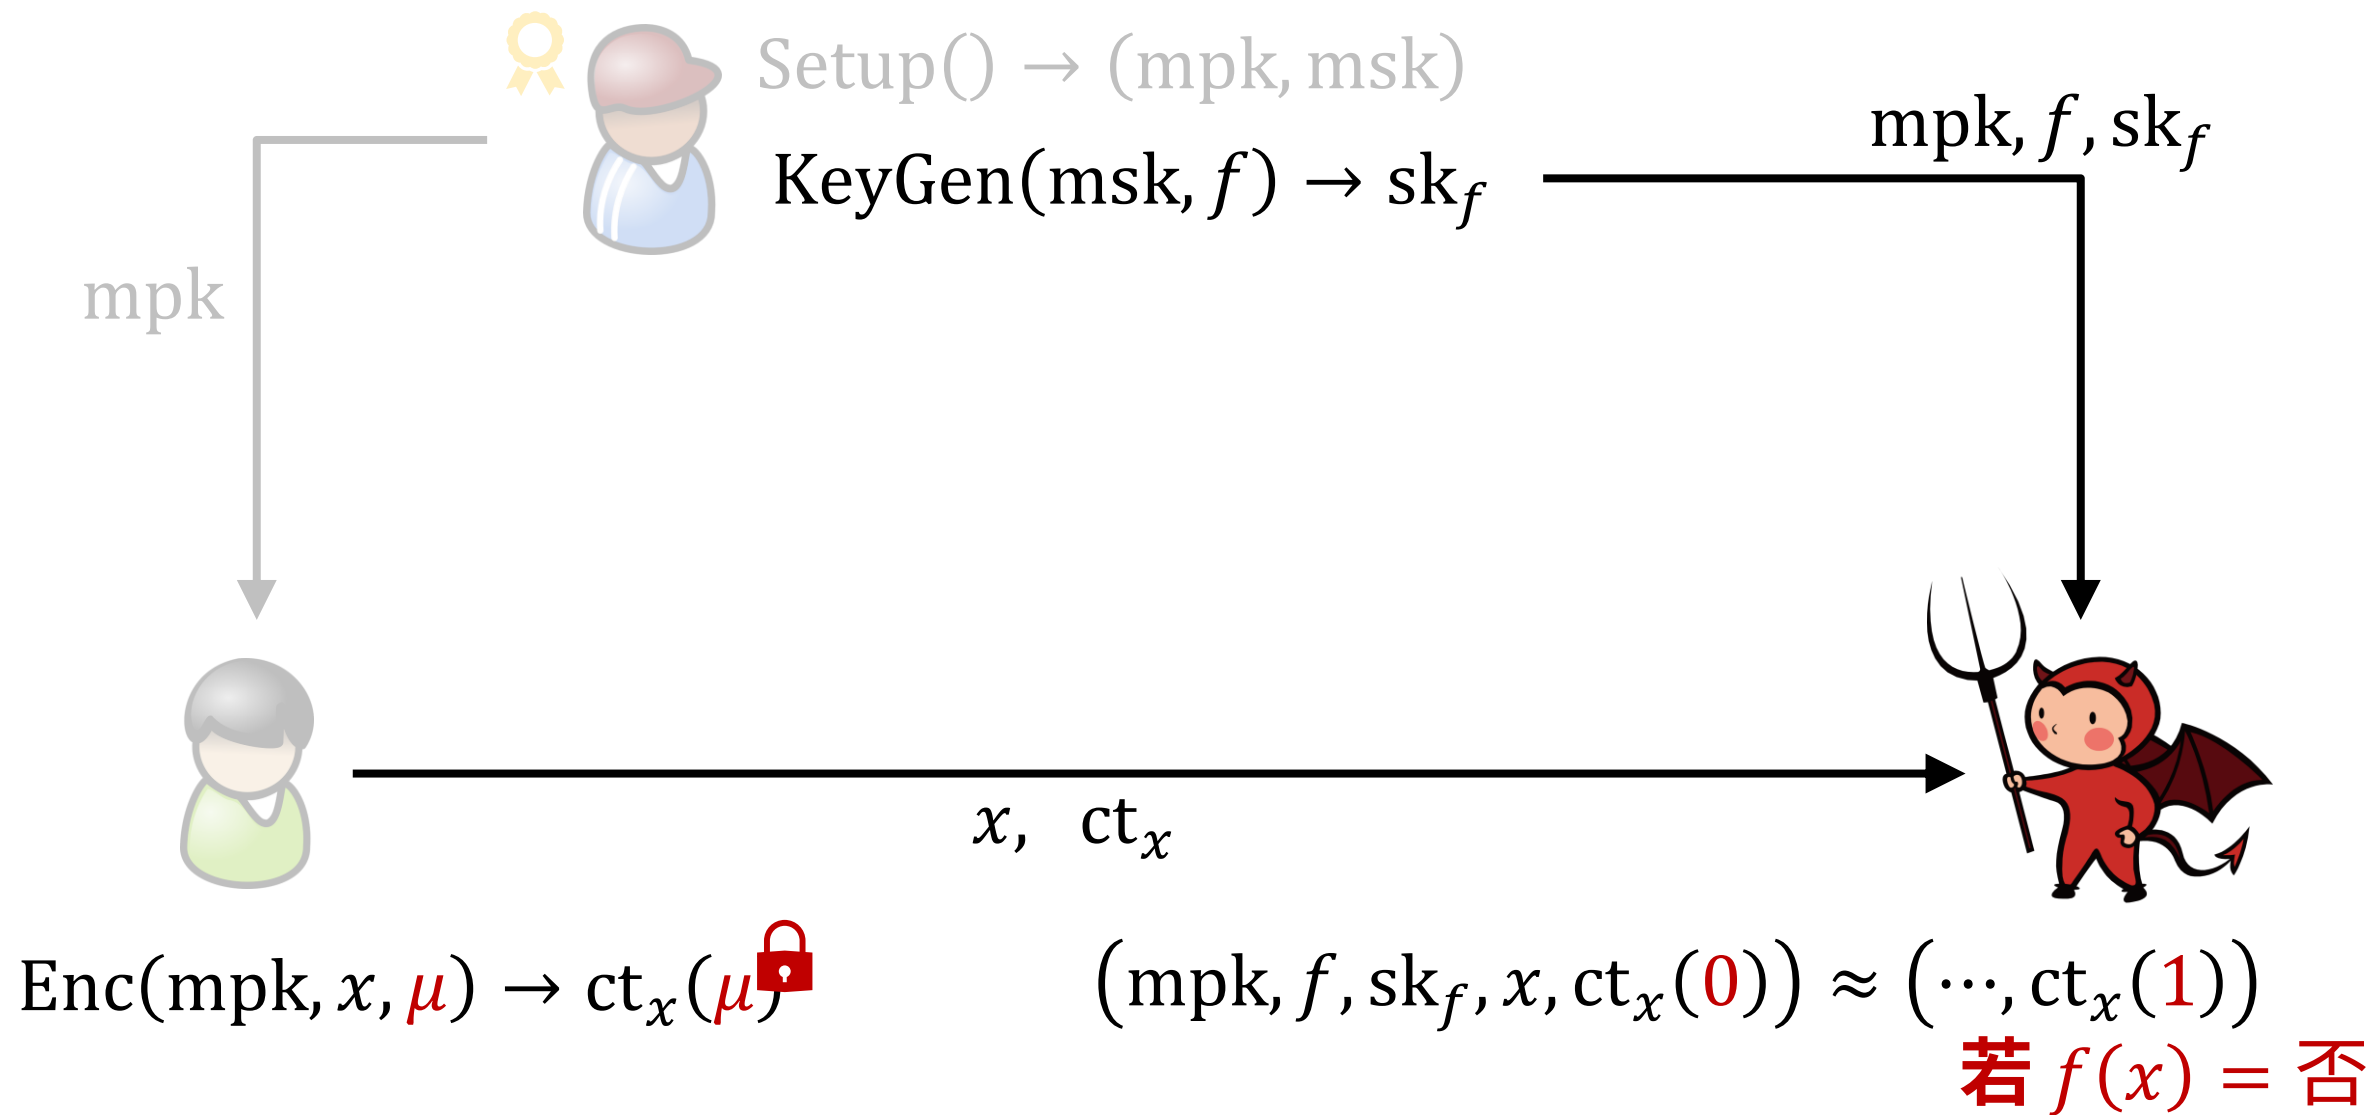 Setup() → (mpk, msk)
KeyGen(msk, f) → sk_f
mpk, f, sk_f
mpk
x, ct_x
Enc(mpk, x, μ) → ct_x(μ)
(mpk, f, sk_f, x, ct_x(0)) ≈ (⋯, ct_x(1))
若 f(x) = 否